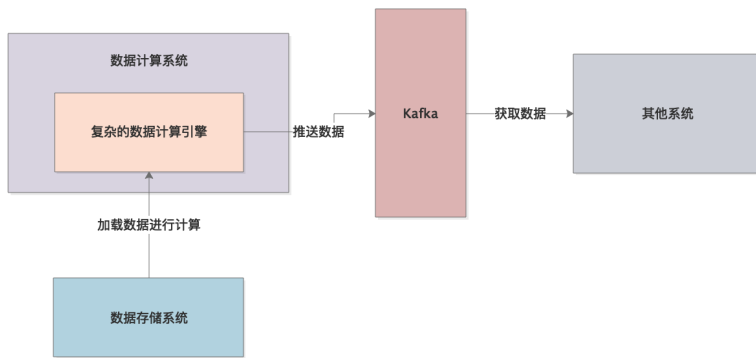 数据计算系统
复杂的数据计算引擎
推送数据
Kafka
获取数据
其他系统
加载数据进行计算
数据存储系统